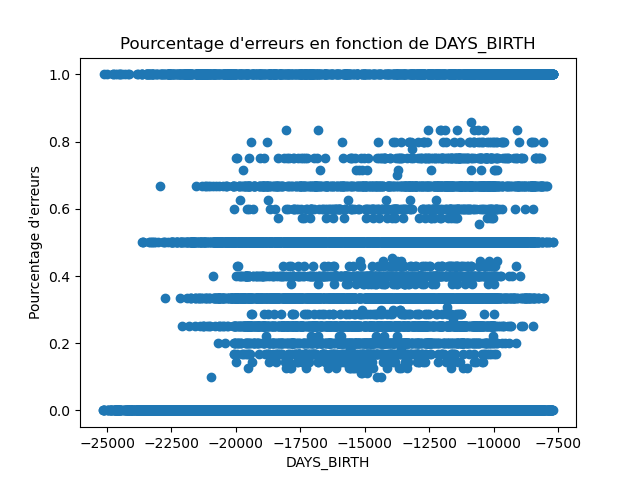 Pourcentage d'erreurs en fonction de DAYS_BIRTH
1.0
0.8
0.6
0.4
0.2
0.0
Pourcentage d'erreurs
−25000 −22500 −20000 −17500 −15000 −12500 −10000 −7500
DAYS_BIRTH